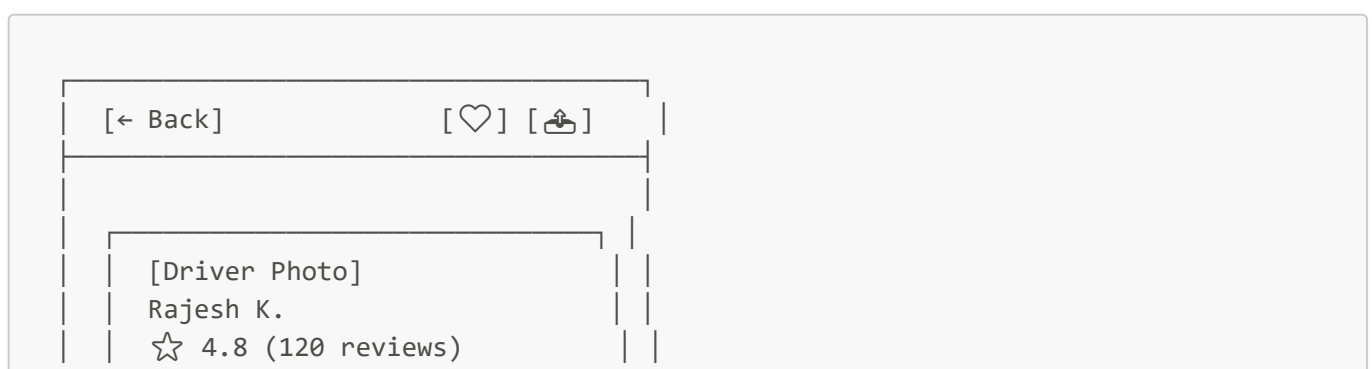 [← Back] [♡] [📤]
[Driver Photo]
Rajesh K.
☆ 4.8 (120 reviews)